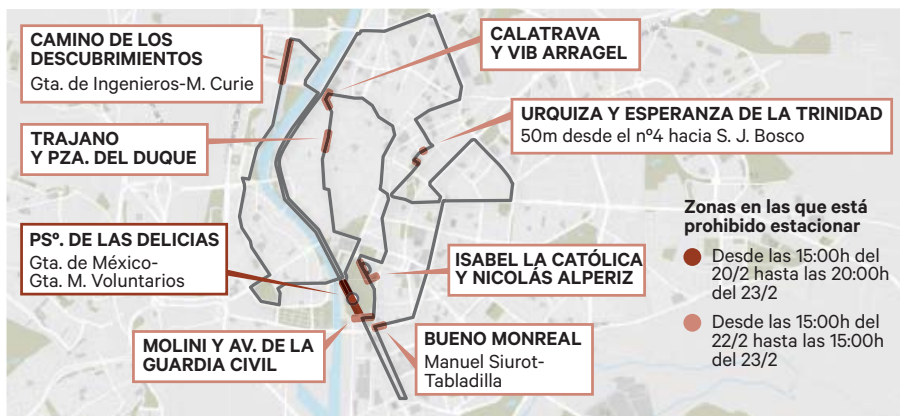 CAMINO DE LOS
DESCUBRIMIENTOS
Gta. de Ingenieros-M. Curie
CALATRAVA
Y VIB ARRAGEL
TRAJANO
Y PZA. DEL DUQUE
URQUIZA Y ESPERANZA DE LA TRINIDAD
50m desde el nº4 hacia S. J. Bosco
PSº. DE LAS DELICIAS
Gta. de México-
Gta. M. Voluntarios
ISABEL LA CATÓLICA
Y NICOLÁS ALPERIZ
MOLINI Y AV. DE LA
GUARDIA CIVIL
BUENO MONREAL
Manuel Siurot-
Tabladilla
Zonas en las que está
prohibido estacionar
Desde las 15:00h del
20/2 hasta las 20:00h
del 23/2
Desde las 15:00h del
22/2 hasta las 15:00h
del 23/2